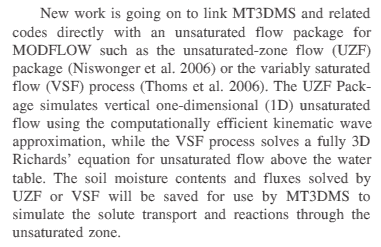 New work is going on to link MT3DMS and related
codes directly with an unsaturated flow package for
MODFLOW such as the unsaturated-zone flow (UZF)
package (Niswonger et al. 2006) or the variably saturated
flow (VSF) process (Thoms et al. 2006). The UZF Pack-
age simulates vertical one-dimensional (1D) unsaturated
flow using the computationally efficient kinematic wave
approximation, while the VSF process solves a fully 3D
Richards’ equation for unsaturated flow above the water
table. The soil moisture contents and fluxes solved by
UZF or VSF will be saved for use by MT3DMS to
simulate the solute transport and reactions through the
unsaturated zone.